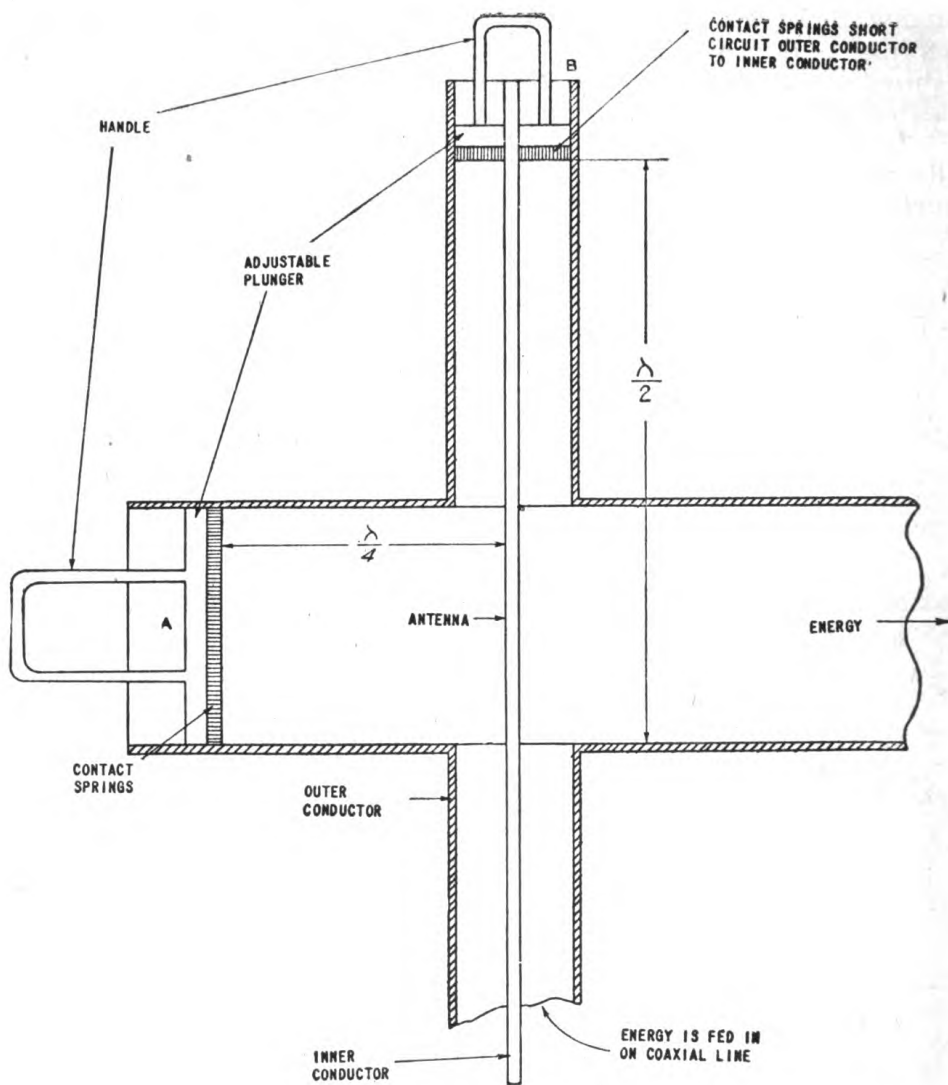 CONTACT SPRINGS SHORT
CIRCUIT OUTER CONDUCTOR
TO INNER CONDUCTOR
B
HANDLE
ADJUSTABLE
PLUNGER
λ
2
λ
4
ANTENNA
ENERGY
A
CONTACT
SPRINGS
OUTER
CONDUCTOR
ENERGY IS FED IN
ON COAXIAL LINE
INNER
CONDUCTOR